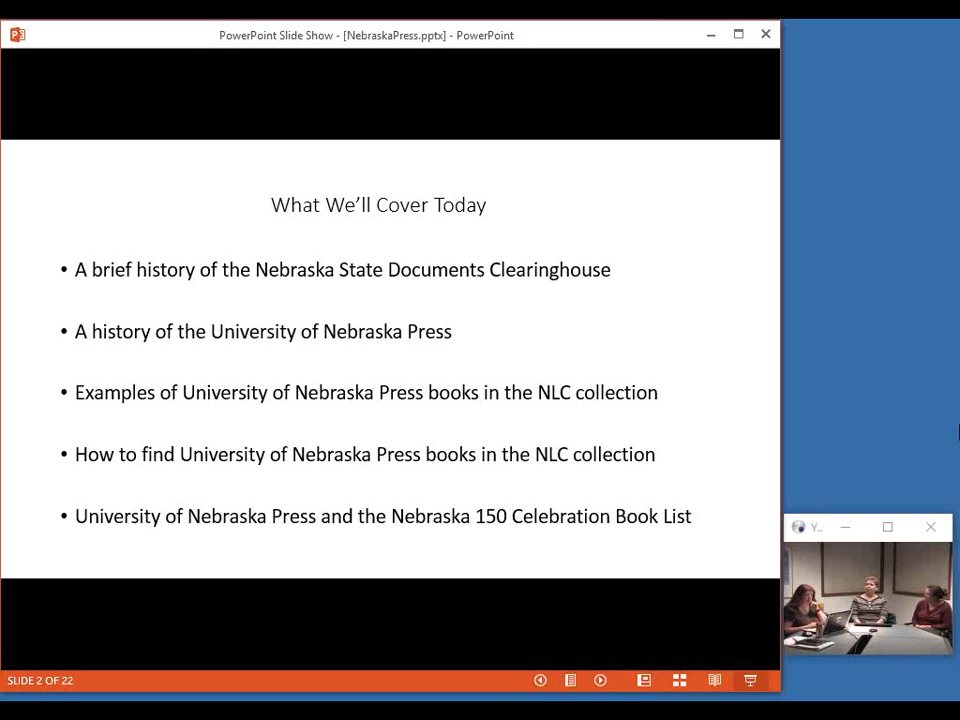 PowerPoint Slide Show - [NebraskaPress.pptx] - PowerPoint
What We’ll Cover Today
• A brief history of the Nebraska State Documents Clearinghouse
• A history of the University of Nebraska Press
• Examples of University of Nebraska Press books in the NLC collection
• How to find University of Nebraska Press books in the NLC collection
• University of Nebraska Press and the Nebraska 150 Celebration Book List
Y..
SLIDE 2 OF 22